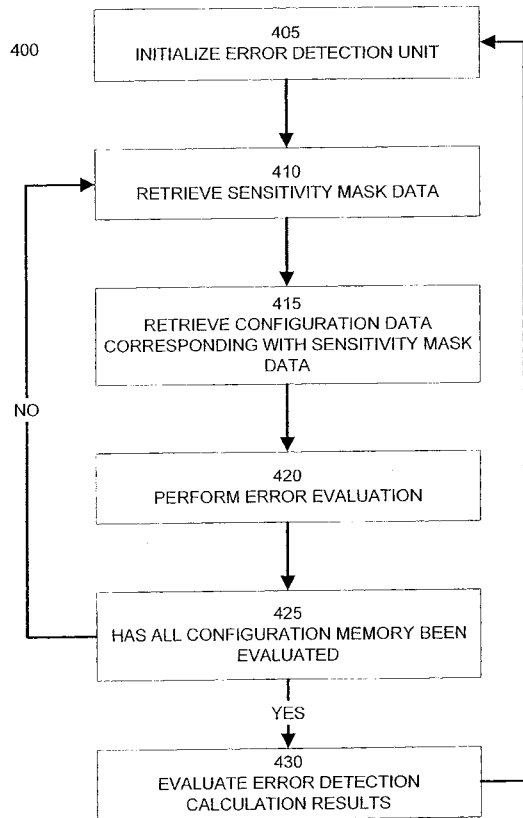 400
405
INITIALIZE ERROR DETECTION UNIT
410
RETRIEVE SENSITIVITY MASK DATA
415
RETRIEVE CONFIGURATION DATA
CORRESPONDING WITH SENSITIVITY MASK
DATA
NO
420
PERFORM ERROR EVALUATION
425
HAS ALL CONFIGURATION MEMORY BEEN
EVALUATED
YES
430
EVALUATE ERROR DETECTION
CALCULATION RESULTS